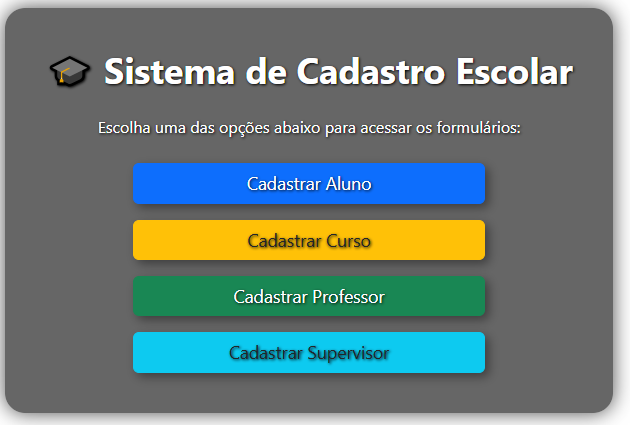 Sistema de Cadastro Escolar
Escolha uma das opções abaixo para acessar os formulários:
Cadastrar Aluno
Cadastrar Curso
Cadastrar Professor
Cadastrar Supervisor